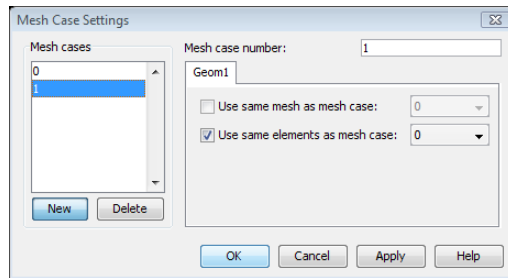 Mesh Case Settings
Mesh cases
0
1
New
Delete
Mesh case number:
1
Geom1
Use same mesh as mesh case:
0
Use same elements as mesh case:
0
OK
Cancel
Apply
Help